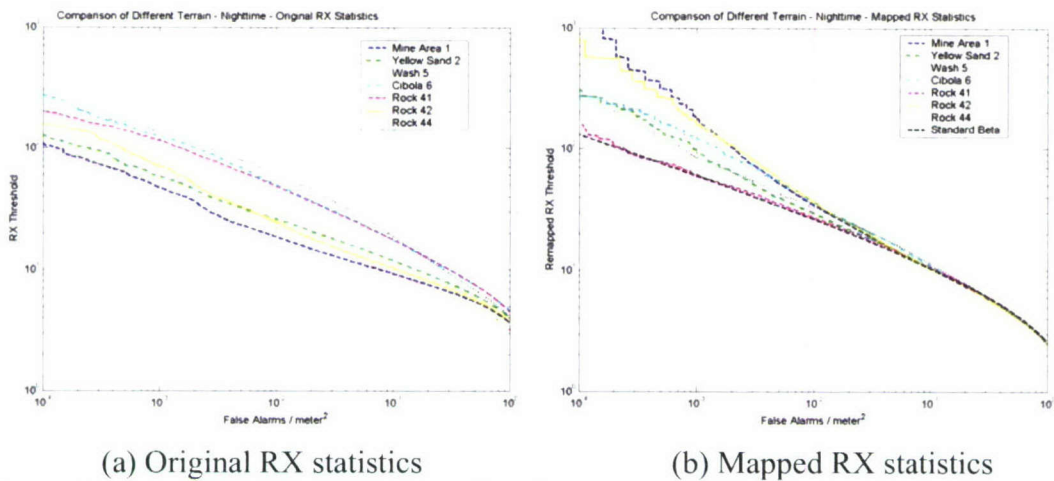 Comparison of Different Terrain - Nighttime - Original RX Statistics
RX Threshold
Mine Area 1
Yellow Sand 2
Wash 5
Cibola 6
Rock 41
Rock 42
Rock 44
False Alarms / meter²
(a) Original RX statistics
Comparison of Different Terrain - Nighttime - Mapped RX Statistics
Remapped RX Threshold
Mine Area 1
Yellow Sand 2
Wash 5
Cibola 6
Rock 41
Rock 42
Rock 44
Standard Beta
False Alarms / meter²
(b) Mapped RX statistics